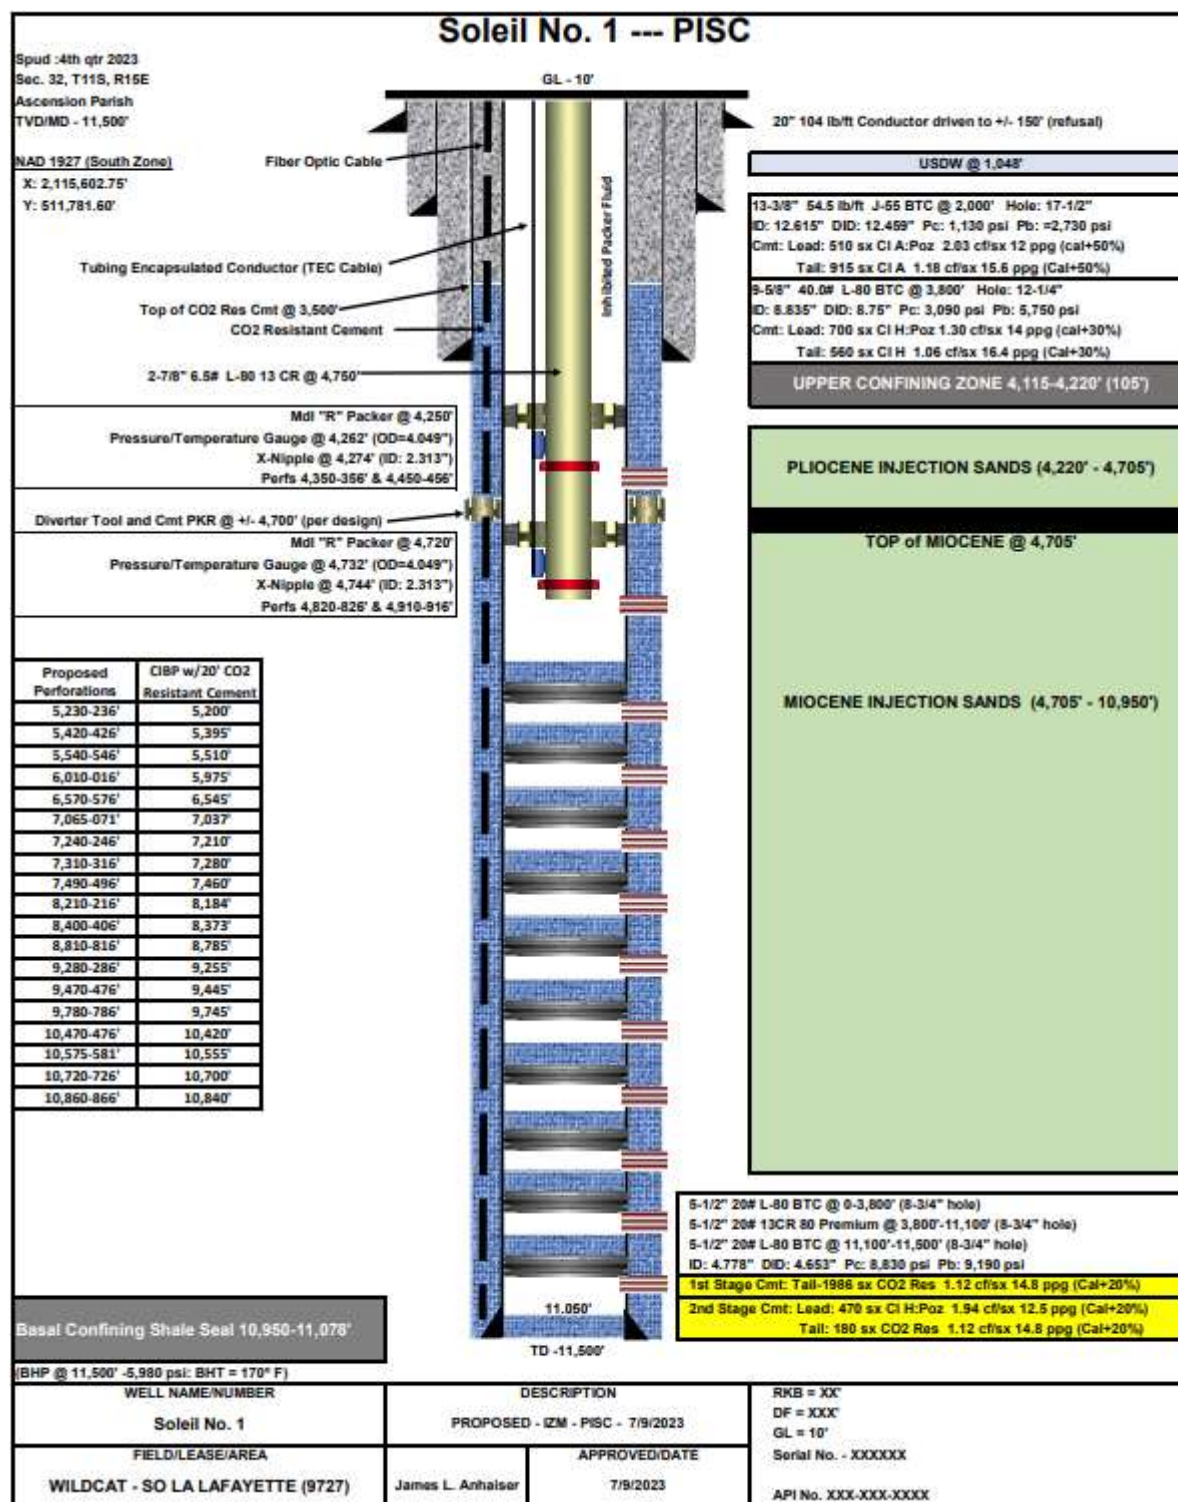 Soleil No. 1 --- PISC
Spud :4th qtr 2023
Sec. 32, T11S, R15E
Ascension Parish
TVD/MD - 11,500'
NAD 1927 (South Zone)
X: 2,115,602.75'
Y: 511,781.60'
GL - 10'
Fiber Optic Cable
Tubing Encapsulated Conductor (TEC Cable)
Top of CO2 Res Cmt @ 3,500'
CO2 Resistant Cement
2-7/8" 6.5# L-80 13 CR @ 4,750'
Inhibited Packer Fluid
Mdl "R" Packer @ 4,250'
Pressure/Temperature Gauge @ 4,262' (OD=4.049")
X-Nipple @ 4,274' (ID: 2.313")
Perfs 4,350-356' & 4,450-456'
Diverter Tool and Cmt PKR @ +/- 4,700' (per design)
Mdl "R" Packer @ 4,720'
Pressure/Temperature Gauge @ 4,732' (OD=4.049")
X-Nipple @ 4,744' (ID: 2.313")
Perfs 4,820-826' & 4,910-916'
20" 104 lb/ft Conductor driven to +/- 150' (refusal)
USDW @ 1,048'
13-3/8" 54.5 lb/ft J-55 BTC @ 2,000' Hole: 17-1/2"
ID: 12.615" DID: 12.459" Pc: 1,130 psi Pb: =2,730 psi
Cmt: Lead: 510 sx Cl A:Poz 2.03 cf/sx 12 ppg (cal+50%)
Tail: 915 sx Cl A 1.18 cf/sx 15.6 ppg (Cal+50%)
9-5/8" 40.0# L-80 BTC @ 3,800' Hole: 12-1/4"
ID: 8.835" DID: 8.75" Pc: 3,090 psi Pb: 5,750 psi
Cmt: Lead: 700 sx Cl H:Poz 1.30 cf/sx 14 ppg (cal+30%)
Tail: 560 sx Cl H 1.06 cf/sx 16.4 ppg (Cal+30%)
UPPER CONFINING ZONE 4,115-4,220' (105')
PLIOCENE INJECTION SANDS (4,220' - 4,705')
TOP of MIOCENE @ 4,705'
MIOCENE INJECTION SANDS (4,705' - 10,950')
Proposed Perforations CIBP w/20' CO2 Resistant Cement
5,230-236' 5,200'
5,420-426' 5,395'
5,540-546' 5,510'
6,010-016' 5,975'
6,570-576' 6,545'
7,065-071' 7,037'
7,240-246' 7,210'
7,310-316' 7,280'
7,490-496' 7,460'
8,210-216' 8,184'
8,400-406' 8,373'
8,810-816' 8,785'
9,280-286' 9,255'
9,470-476' 9,445'
9,780-786' 9,745'
10,470-476' 10,420'
10,575-581' 10,555'
10,720-726' 10,700'
10,860-866' 10,840'
5-1/2" 20# L-80 BTC @ 0-3,800' (8-3/4" hole)
5-1/2" 20# 13CR 80 Premium @ 3,800'-11,100' (8-3/4" hole)
5-1/2" 20# L-80 BTC @ 11,100'-11,500' (8-3/4" hole)
ID: 4.778" DID: 4.653" Pc: 8,830 psi Pb: 9,190 psi
1st Stage Cmt: Tail-1986 sx CO2 Res 1.12 cf/sx 14.8 ppg (Cal+20%)
2nd Stage Cmt: Lead: 470 sx Cl H:Poz 1.94 cf/sx 12.5 ppg (Cal+20%)
Tail: 180 sx CO2 Res 1.12 cf/sx 14.8 ppg (Cal+20%)
11.050'
Basal Confining Shale Seal 10,950-11,078'
TD -11,500'
(BHP @ 11,500' -5,980 psi: BHT = 170° F)
WELL NAME/NUMBER
Soleil No. 1
DESCRIPTION
PROPOSED - IZM - PISC - 7/9/2023
FIELD/LEASE/AREA
WILDCAT - SO LA LAFAYETTE (9727)
James L. Anhaiser
APPROVED/DATE
7/9/2023
RKB = XX'
DF = XXX'
GL = 10'
Serial No. - XXXXXX
API No. XXX-XXX-XXXX